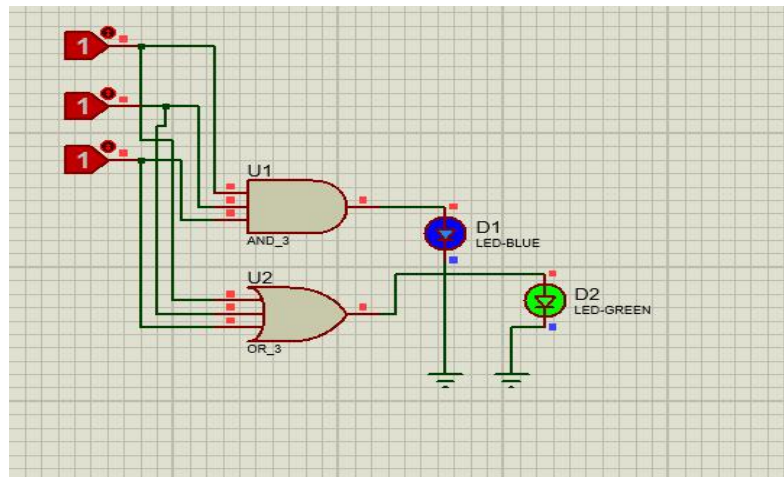 1
1
1
U1
AND_3
D1
LED-BLUE
U2
OR_3
D2
LED-GREEN